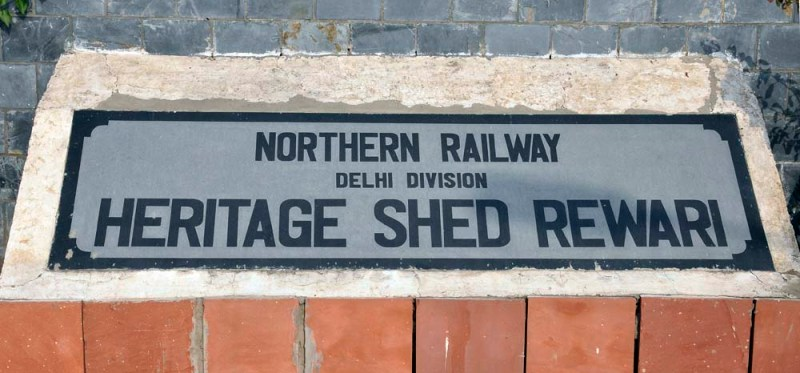 NORTHERN RAILWAY
DELHI DIVISION
HERITAGE SHED REWARI